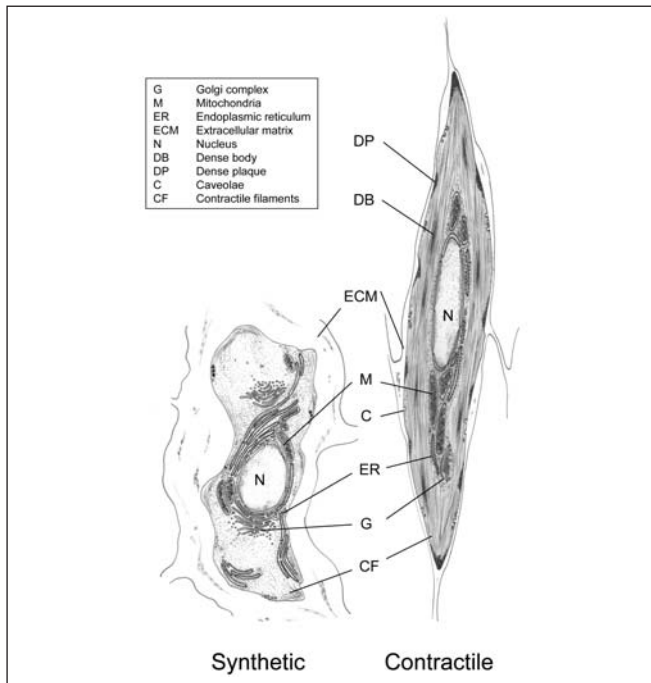 G Golgi complex
M Mitochondria
ER Endoplasmic reticulum
ECM Extracellular matrix
N Nucleus
DB Dense body
DP Dense plaque
C Caveolae
CF Contractile filaments
DP
DB
ECM
N
M
C
N
ER
G
CF
Synthetic Contractile